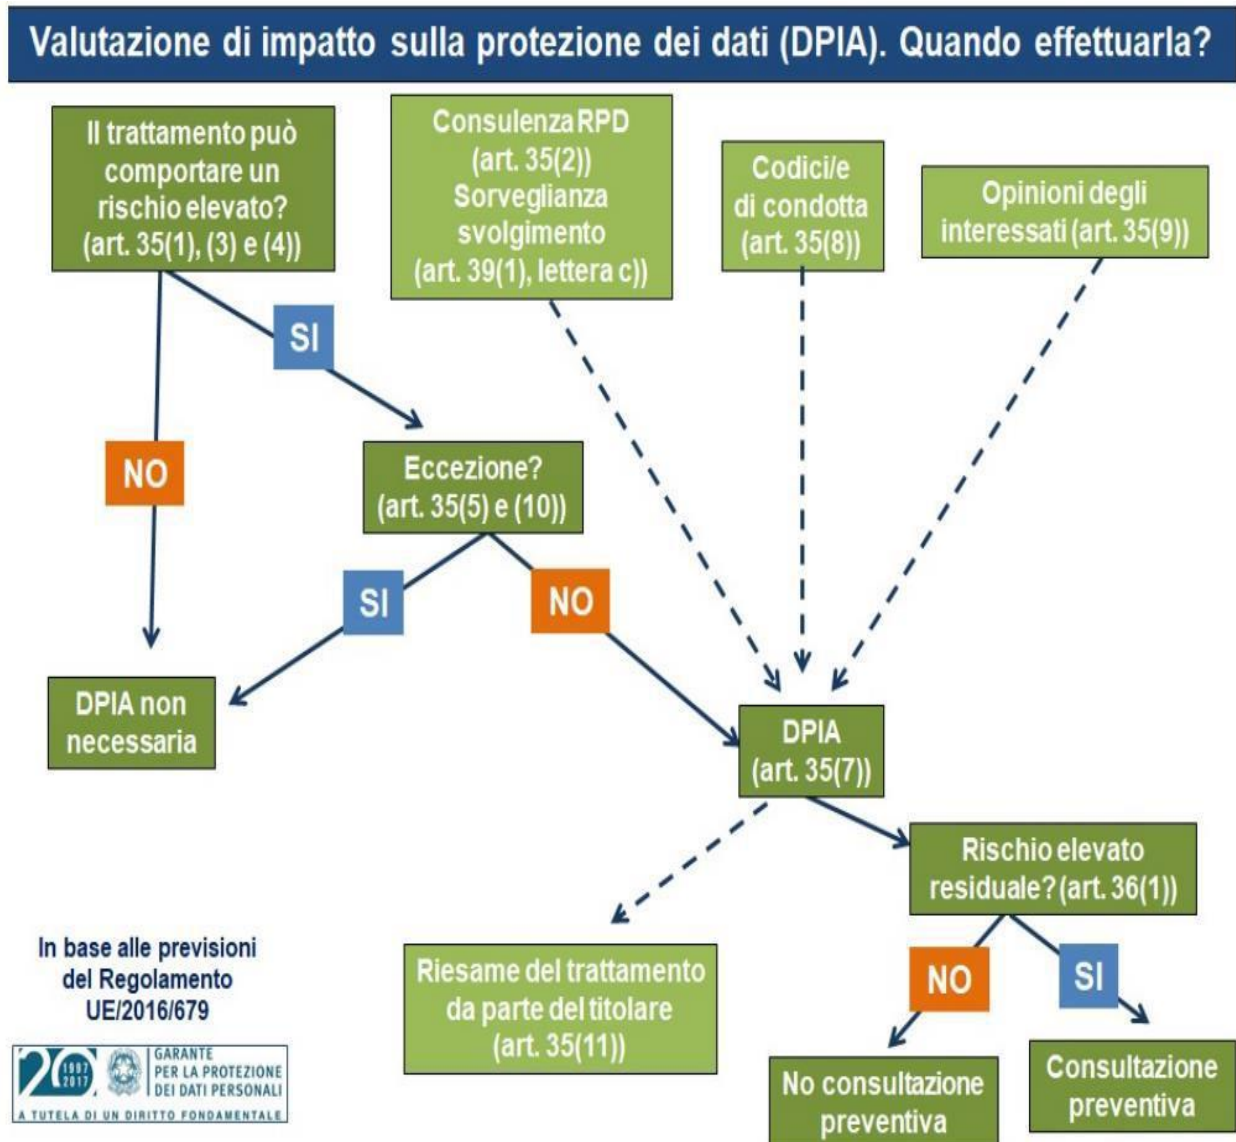 Valutazione di impatto sulla protezione dei dati (DPIA). Quando effettuarla?
Il trattamento può
comportare un
rischio elevato?
(art. 35(1), (3) e (4))
Consulenza RPD
(art. 35(2))
Sorveglianza
svolgimento
(art. 39(1), lettera c))
Codici/e
di condotta
(art. 35(8))
Opinioni degli
interessati (art. 35(9))
SI
NO
Eccezione?
(art. 35(5) e (10))
SI
NO
DPIA non
necessaria
DPIA
(art. 35(7))
Rischio elevato
residuale? (art. 36(1))
Riesame del trattamento
da parte del titolare
(art. 35(11))
NO
SI
No consultazione
preventiva
Consultazione
preventiva
In base alle previsioni
del Regolamento
UE/2016/679
20
1997
2017
GARANTE
PER LA PROTEZIONE
DEI DATI PERSONALI
A TUTELA DI UN DIRITTO FONDAMENTALE